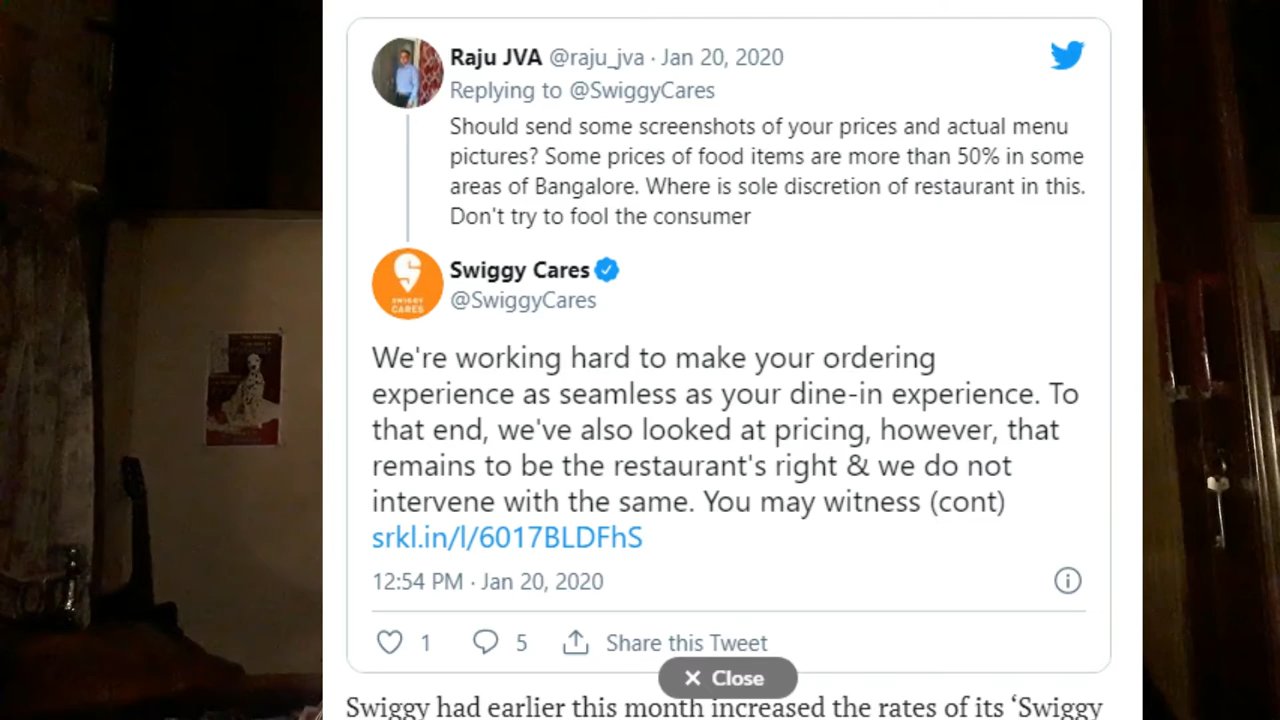 Raju JVA @raju_jva · Jan 20, 2020
Replying to @SwiggyCares
Should send some screenshots of your prices and actual menu
pictures? Some prices of food items are more than 50% in some
areas of Bangalore. Where is sole discretion of restaurant in this.
Don't try to fool the consumer
SWIGGY
CARES
Swiggy Cares
@SwiggyCares
We're working hard to make your ordering
experience as seamless as your dine-in experience. To
that end, we've also looked at pricing, however, that
remains to be the restaurant's right & we do not
intervene with the same. You may witness (cont)
srkl.in/l/6017BLDFhS
12:54 PM · Jan 20, 2020
1 5 Share this Tweet
× Close
Swiggy had earlier this month increased the rates of its ‘Swiggy